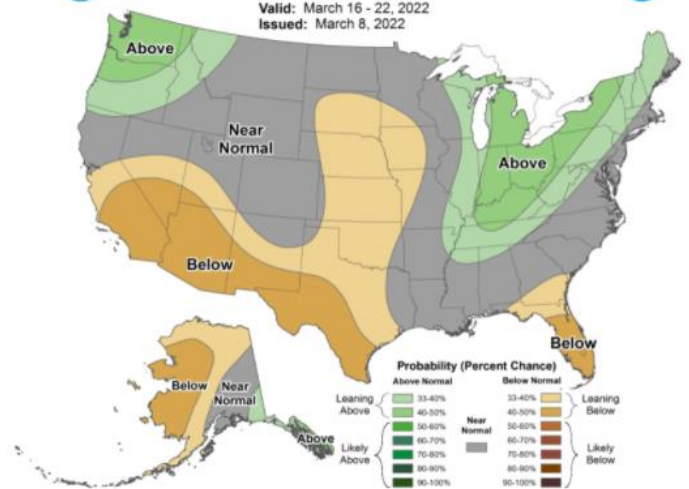 Valid: March 16 - 22, 2022
Issued: March 8, 2022
Above
Near
Normal
Above
Below
Below
Below
Near
Normal
Above
Probability (Percent Chance)
Above Normal
Below Normal
Leaning
Above
33-40%
40-50%
Likely
Above
50-60%
60-70%
70-80%
80-90%
90-100%
Near
Normal
33-40%
40-50%
Leaning
Below
50-60%
60-70%
70-80%
80-90%
90-100%
Likely
Below